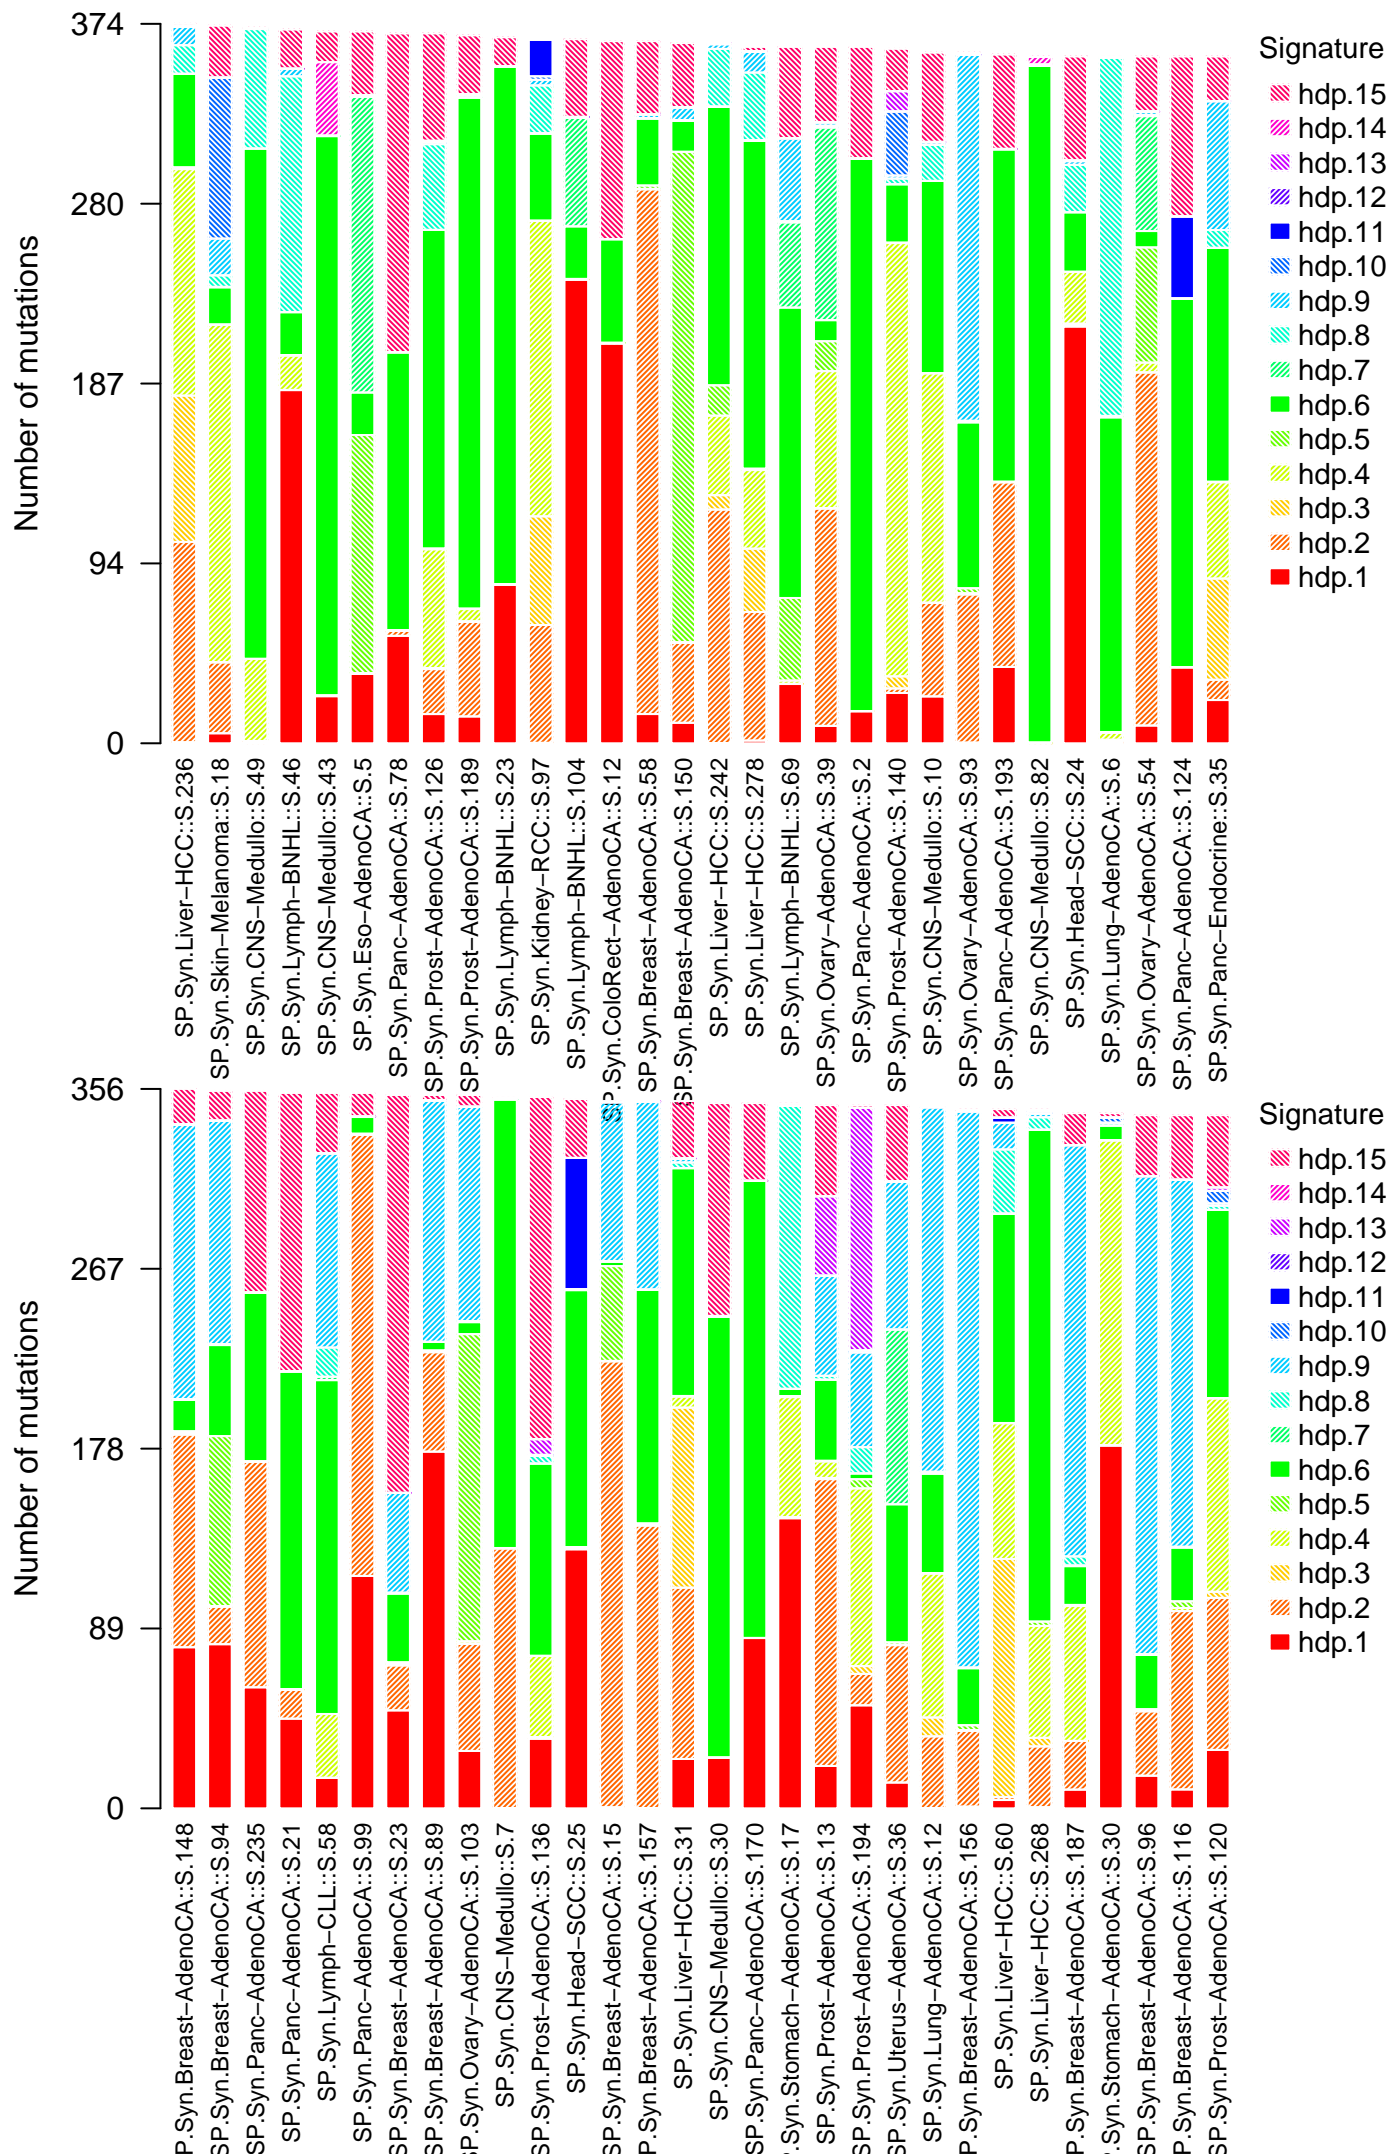 Number of mutations
374
280
187
94
0
Signature
hdp.15
hdp.14
hdp.13
hdp.12
hdp.11
hdp.10
hdp.9
hdp.8
hdp.7
hdp.6
hdp.5
hdp.4
hdp.3
hdp.2
hdp.1
SP.Syn.Liver−HCC::S.236
SP.Syn.Skin−Melanoma::S.18
SP.Syn.CNS−Medullo::S.49
SP.Syn.Lymph−BNHL::S.46
SP.Syn.CNS−Medullo::S.43
SP.Syn.Eso−AdenoCA::S.5
SP.Syn.Panc−AdenoCA::S.78
SP.Syn.Prost−AdenoCA::S.126
SP.Syn.Prost−AdenoCA::S.189
SP.Syn.Lymph−BNHL::S.23
SP.Syn.Kidney−RCC::S.97
SP.Syn.Lymph−BNHL::S.104
SP.Syn.ColoRect−AdenoCA::S.12
SP.Syn.Breast−AdenoCA::S.58
SP.Syn.Breast−AdenoCA::S.150
SP.Syn.Liver−HCC::S.242
SP.Syn.Liver−HCC::S.278
SP.Syn.Lymph−BNHL::S.69
SP.Syn.Ovary−AdenoCA::S.39
SP.Syn.Panc−AdenoCA::S.2
SP.Syn.Prost−AdenoCA::S.140
SP.Syn.CNS−Medullo::S.10
SP.Syn.Ovary−AdenoCA::S.93
SP.Syn.Panc−AdenoCA::S.193
SP.Syn.CNS−Medullo::S.82
SP.Syn.Head−SCC::S.24
SP.Syn.Lung−AdenoCA::S.6
SP.Syn.Ovary−AdenoCA::S.54
SP.Syn.Panc−AdenoCA::S.124
SP.Syn.Panc−Endocrine::S.35
Number of mutations
356
267
178
89
0
Signature
hdp.15
hdp.14
hdp.13
hdp.12
hdp.11
hdp.10
hdp.9
hdp.8
hdp.7
hdp.6
hdp.5
hdp.4
hdp.3
hdp.2
hdp.1
SP.Syn.Breast−AdenoCA::S.148
SP.Syn.Breast−AdenoCA::S.94
SP.Syn.Panc−AdenoCA::S.235
SP.Syn.Panc−AdenoCA::S.21
SP.Syn.Lymph−CLL::S.58
SP.Syn.Panc−AdenoCA::S.99
SP.Syn.Breast−AdenoCA::S.23
SP.Syn.Breast−AdenoCA::S.89
SP.Syn.Ovary−AdenoCA::S.103
SP.Syn.CNS−Medullo::S.7
SP.Syn.Prost−AdenoCA::S.136
SP.Syn.Head−SCC::S.25
SP.Syn.Breast−AdenoCA::S.15
SP.Syn.Breast−AdenoCA::S.157
SP.Syn.Liver−HCC::S.31
SP.Syn.CNS−Medullo::S.30
SP.Syn.Panc−AdenoCA::S.170
P.Syn.Stomach−AdenoCA::S.17
SP.Syn.Prost−AdenoCA::S.13
SP.Syn.Prost−AdenoCA::S.194
SP.Syn.Uterus−AdenoCA::S.36
SP.Syn.Lung−AdenoCA::S.12
SP.Syn.Breast−AdenoCA::S.156
SP.Syn.Liver−HCC::S.60
SP.Syn.Liver−HCC::S.268
SP.Syn.Breast−AdenoCA::S.187
SP.Syn.Stomach−AdenoCA::S.30
SP.Syn.Breast−AdenoCA::S.96
SP.Syn.Breast−AdenoCA::S.116
SP.Syn.Prost−AdenoCA::S.120